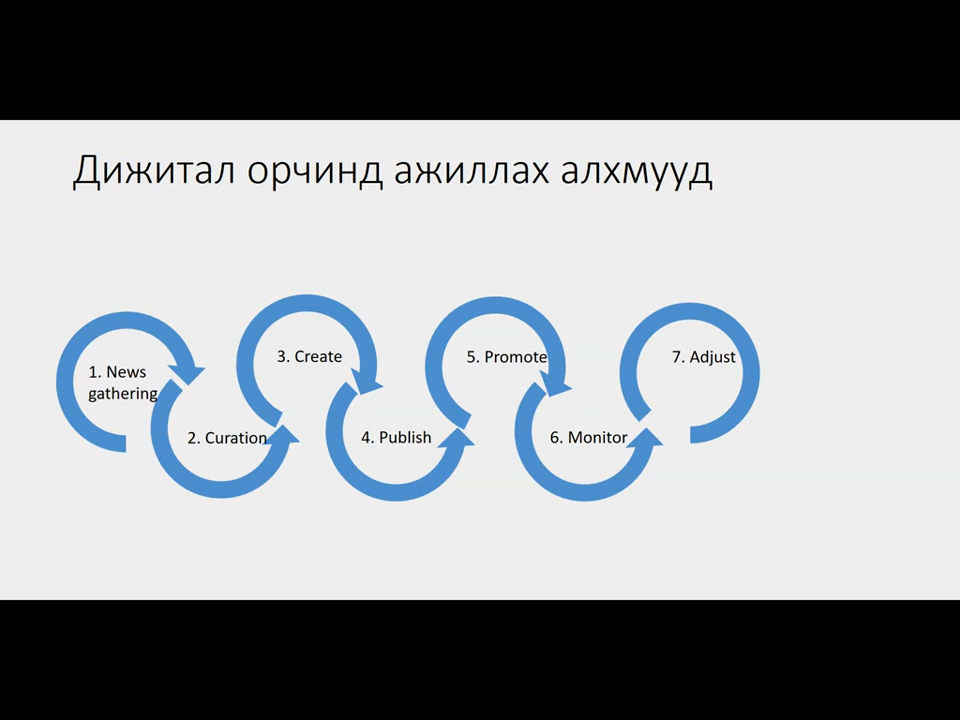 Дижитал орчинд ажиллах алхмууд
1. News
gathering
2. Curation
3. Create
4. Publish
5. Promote
6. Monitor
7. Adjust